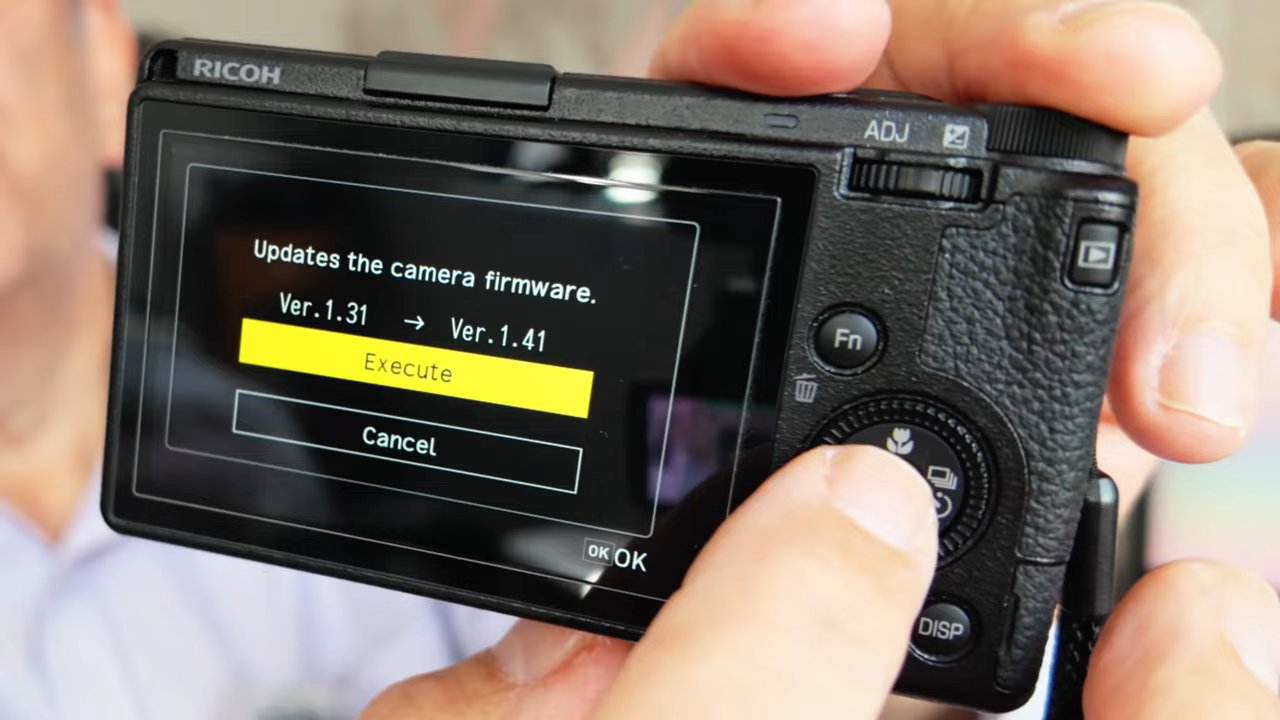 RICOH
ADJ
Updates the camera firmware.
Ver.1.31 → Ver.1.41
Execute
Cancel
OK OK
Fn
DISP